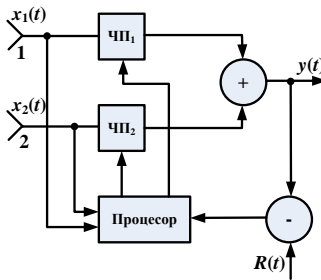 x₁(t)
ЧП₁
1
y(t)
+
x₂(t)
ЧП₂
2
Процесор
-
R(t)